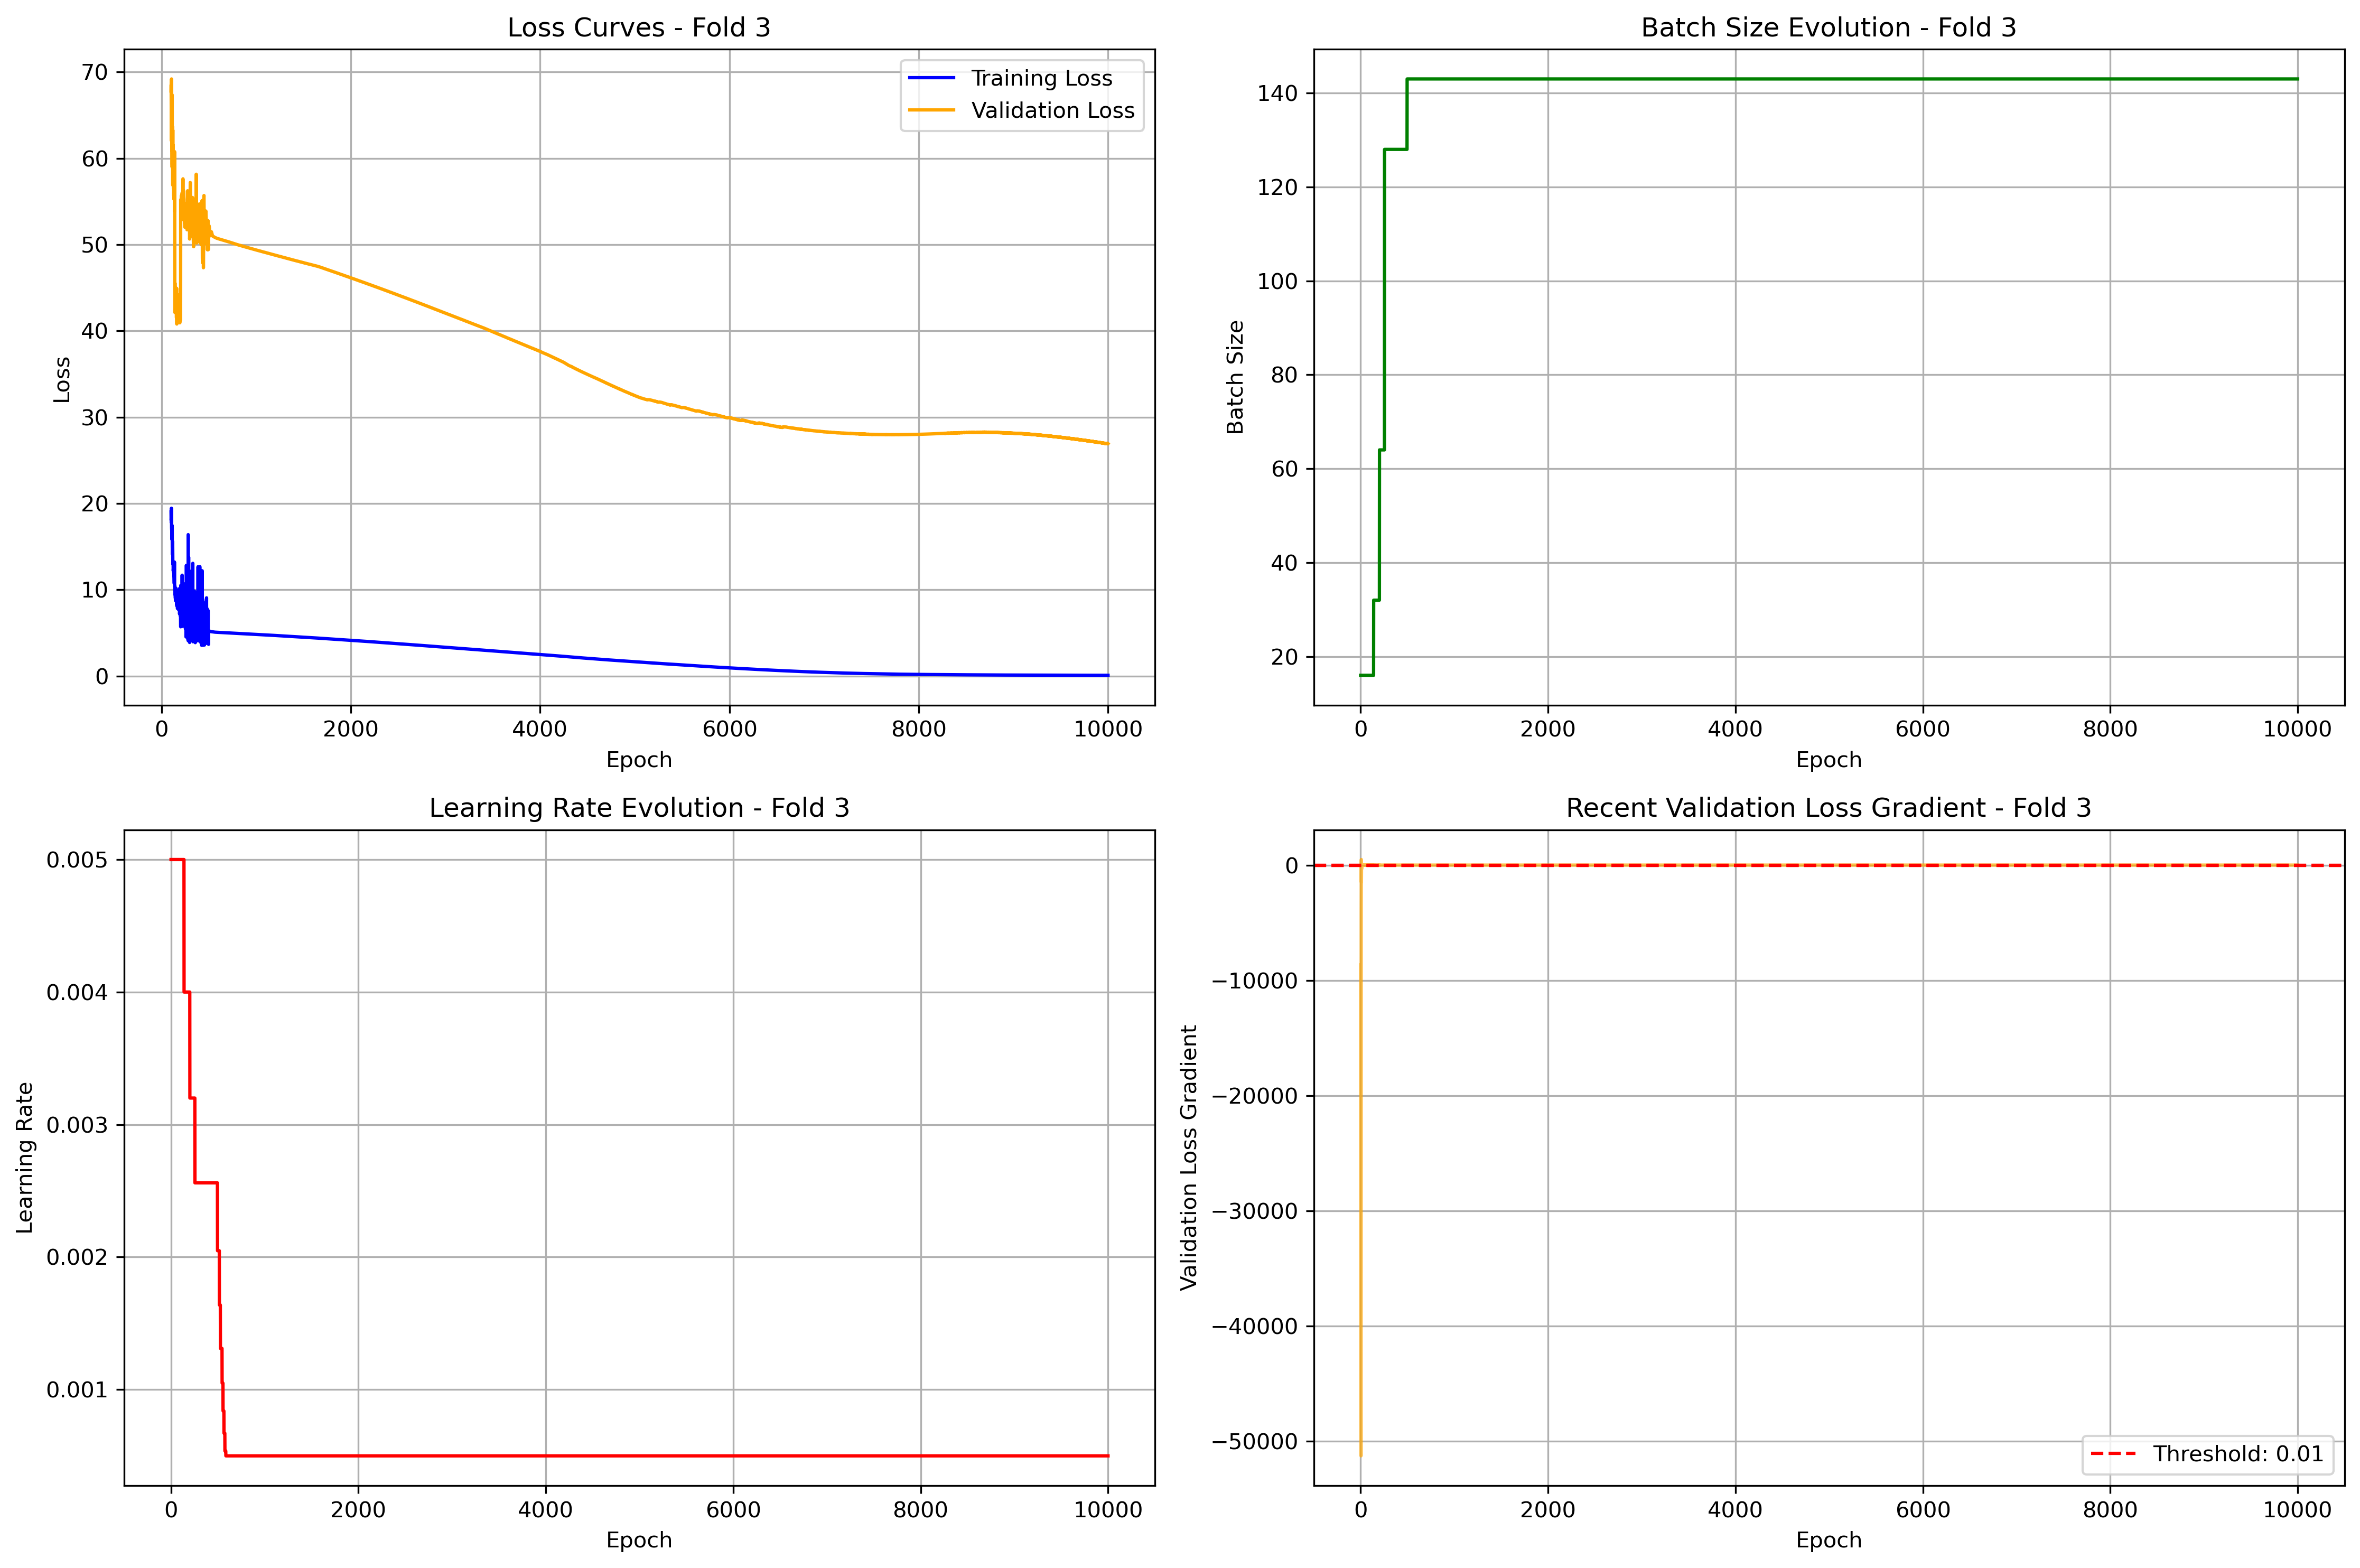 Loss Curves - Fold 3
70
60
50
40
30
20
10
0
Loss
Training Loss
Validation Loss
0 2000 4000 6000 8000 10000
Epoch
Batch Size Evolution - Fold 3
140
120
100
80
60
40
20
Batch Size
0 2000 4000 6000 8000 10000
Epoch
Learning Rate Evolution - Fold 3
0.005
0.004
0.003
0.002
0.001
Learning Rate
0 2000 4000 6000 8000 10000
Epoch
Recent Validation Loss Gradient - Fold 3
0
−10000
−20000
−30000
−40000
−50000
Validation Loss Gradient
Threshold: 0.01
0 2000 4000 6000 8000 10000
Epoch